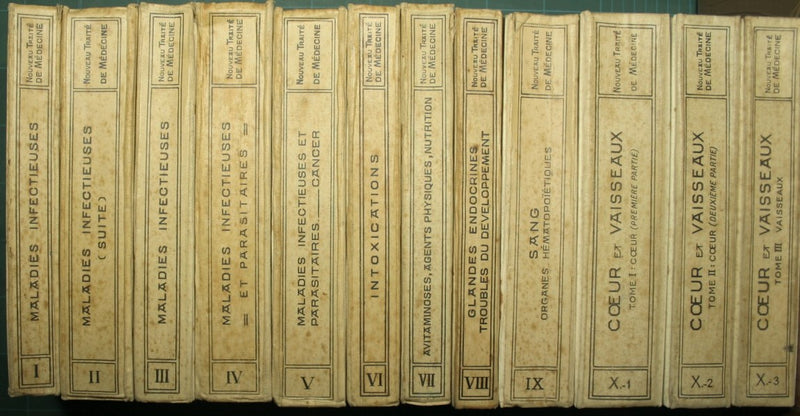 NOUVEAU TRAITÉ
DE MÉDECINE
MALADIES INFECTIEUSES
I
NOUVEAU TRAITÉ
DE MÉDECINE
MALADIES INFECTIEUSES
(SUITE)
II
NOUVEAU TRAITÉ
DE MÉDECINE
MALADIES INFECTIEUSES
III
NOUVEAU TRAITÉ
DE MÉDECINE
MALADIES INFECTIEUSES
ET PARASITAIRES
IV
NOUVEAU TRAITÉ
DE MÉDECINE
MALADIES INFECTIEUSES ET
PARASITAIRES __ CANCER
V
NOUVEAU TRAITÉ
DE MÉDECINE
INTOXICATIONS
VI
NOUVEAU TRAITÉ
DE MÉDECINE
AVITAMINOSES, AGENTS PHYSIQUES, NUTRITION
VII
NOUVEAU TRAITÉ
DE MÉDECINE
GLANDES ENDOCRINES
TROUBLES DU DEVELOPPEMENT
VIII
NOUVEAU TRAITÉ
DE MÉDECINE
SANG
ORGANES HÉMATOPOÏÉTIQUES
IX
NOUVEAU TRAITÉ
DE MÉDECINE
CŒUR ET VAISSEAUX
TOME I : CŒUR (PREMIÈRE PARTIE)
X.-1
NOUVEAU TRAITÉ
DE MÉDECINE
CŒUR ET VAISSEAUX
TOME II : CŒUR (DEUXIÈME PARTIE)
X.-2
NOUVEAU TRAITÉ
DE MÉDECINE
CŒUR ET VAISSEAUX
TOME III VAISSEAUX
X.-3